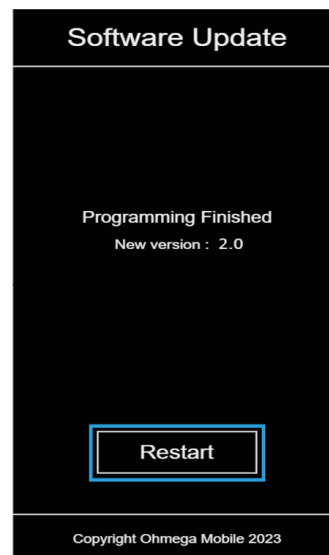 Software Update
Programming Finished
New version : 2.0
Restart
Copyright Ohmega Mobile 2023